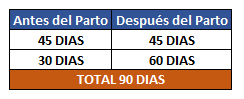 Antes del Parto Después del Parto
45 DIAS 45 DIAS
30 DIAS 60 DIAS
TOTAL 90 DIAS